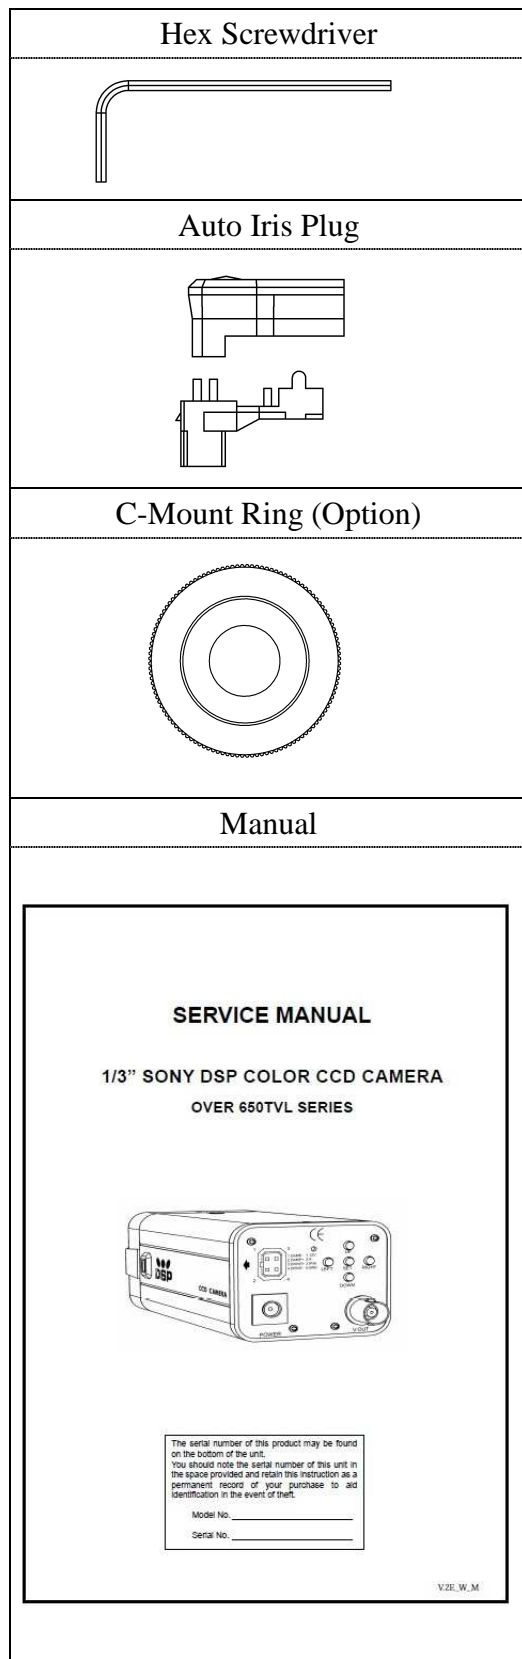 Hex Screwdriver
Auto Iris Plug
C-Mount Ring (Option)
Manual
SERVICE MANUAL
1/3” SONY DSP COLOR CCD CAMERA
OVER 650TVL SERIES
DSP
CCD CAMERA
LEFT
RIGHT
DOWN
POWER
V.OUT
The serial number of this product may be found
on the bottom of the unit.
You should note the serial number of this unit in
the space provided and retain this instruction as a
permanent record of your purchase to aid
identification in the event of theft.
Model No.
Serial No.
V.2E_W_M